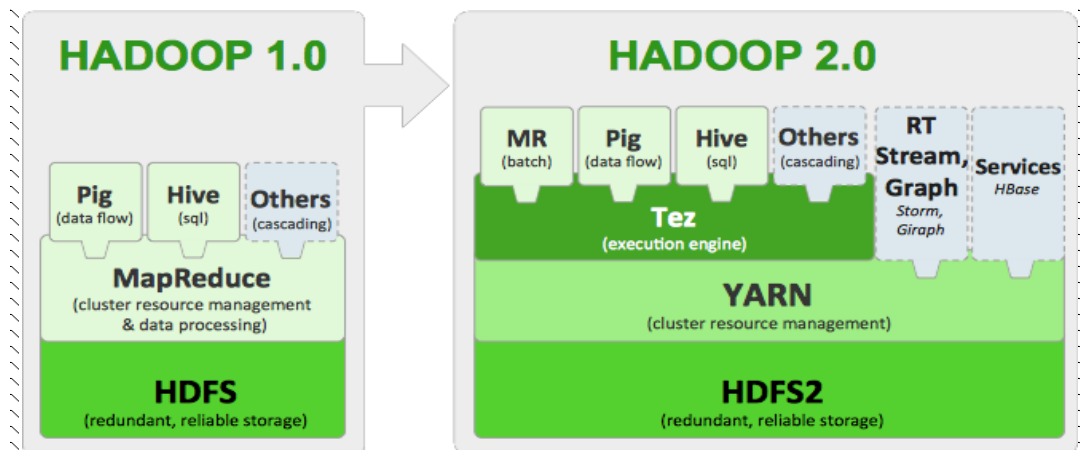 HADOOP 1.0
Pig
(data flow)
Hive
(sql)
Others
(cascading)
MapReduce
(cluster resource management
& data processing)
HDFS
(redundant, reliable storage)
HADOOP 2.0
MR
(batch)
Pig
(data flow)
Hive
(sql)
Others
(cascading)
RT
Stream,
Graph
Storm,
Giraph
Services
HBase
Tez
(execution engine)
YARN
(cluster resource management)
HDFS2
(redundant, reliable storage)